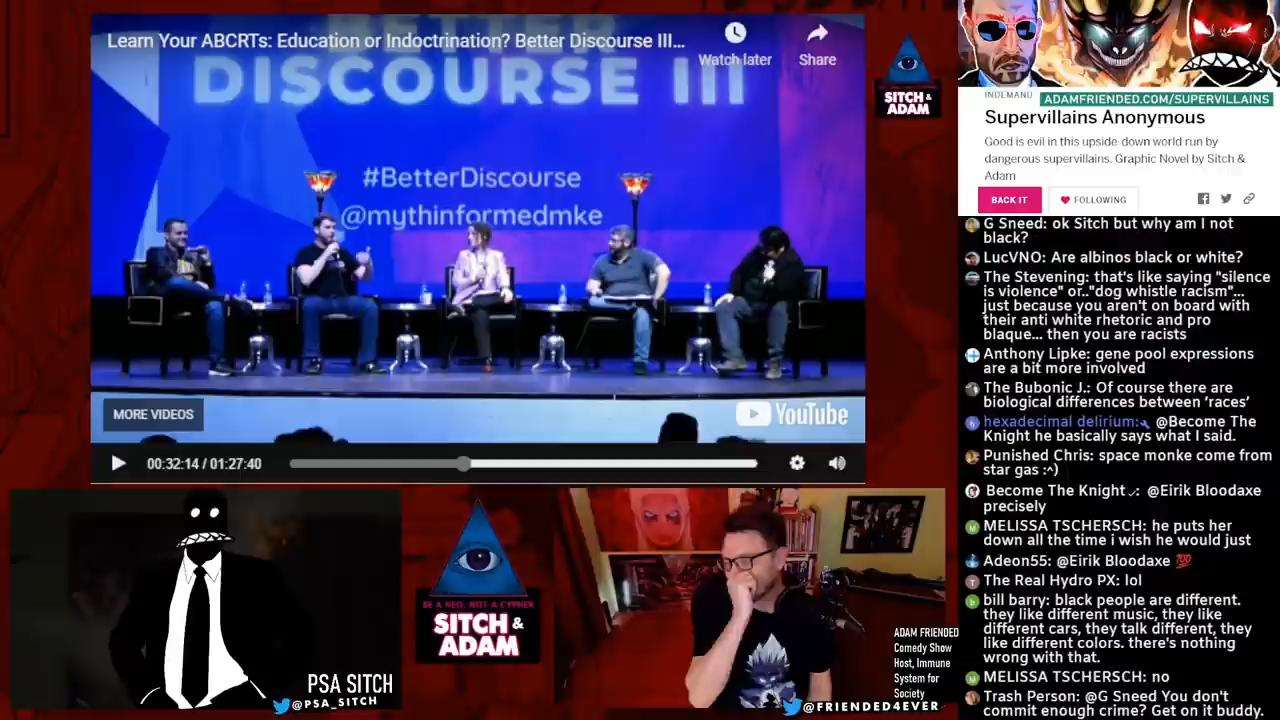 Learn Your ABCRTs: Education or Indoctrination? Better Discourse III...
Watch later
Share
BETTER
DISCOURSE III
#BetterDiscourse
@mythinformedmke
MORE VIDEOS
YouTube
00:32:14 / 01:27:40
SITCH &
ADAM
INDEMAND
ADAMFRIENDED.COM/SUPERVILLAINS
Supervillains Anonymous
Good is evil in this upside-down world run by
dangerous supervillains. Graphic Novel by Sitch &
Adam
BACK IT
FOLLOWING
G Sneed: ok Sitch but why am I not
black?
LucVNO: Are albinos black or white?
The Stevening: that's like saying "silence
is violence" or.."dog whistle racism"...
just because you aren't on board with
their anti white rhetoric and pro
blaque... then you are racists
Anthony Lipke: gene pool expressions
are a bit more involved
The Bubonic J.: Of course there are
biological differences between ‘races’
hexadecimal delirium: @Become The
Knight he basically says what I said.
Punished Chris: space monke come from
star gas :^)
Become The Knight: @Eirik Bloodaxe
precisely
MELISSA TSCHERSCH: he puts her
down all the time i wish he would just
Adeon55: @Eirik Bloodaxe 💯
The Real Hydro PX: lol
bill barry: black people are different.
they like different music, they like
different cars, they talk different, they
like different colors. there's nothing
wrong with that.
MELISSA TSCHERSCH: no
Trash Person: @G Sneed You don't
commit enough crime? Get on it buddy.
PSA SITCH
@PSA_SITCH
BE A NEO, NOT A CYPHER
SITCH &
ADAM
ADAM FRIENDED
Comedy Show
Host, Immune
System for
Society
@FRIENDED4EVER